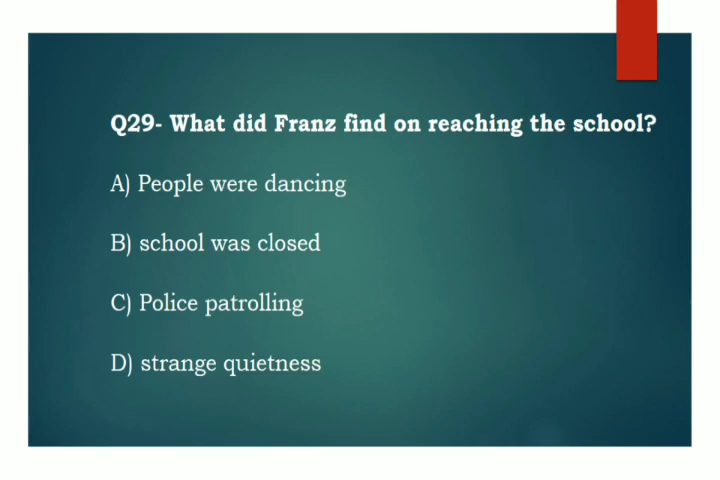 Q29- What did Franz find on reaching the school?
A) People were dancing
B) school was closed
C) Police patrolling
D) strange quietness